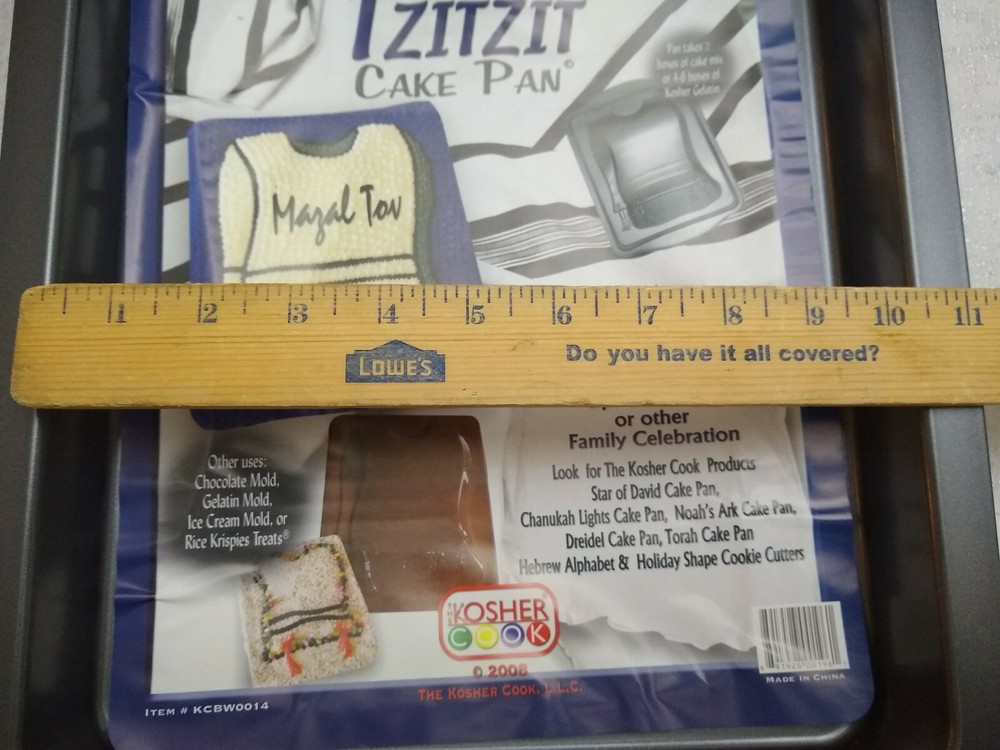 TZITZIT
CAKE PAN©
Pan takes 2
boxes of cake mix
or 4-6 boxes of
Kosher Gelatin
Mazal Tov
1 2 3 4 5 6 7 8 9 10 11
LOWE'S
Do you have it all covered?
or other
Family Celebration
Other uses:
Chocolate Mold,
Gelatin Mold,
Ice Cream Mold, or
Rice Krispies Treats®
Look for The Kosher Cook Products
Star of David Cake Pan,
Chanukah Lights Cake Pan, Noah's Ark Cake Pan,
Dreidel Cake Pan, Torah Cake Pan
Hebrew Alphabet & Holiday Shape Cookie Cutters
THE KOSHER
COOK
© 2008
THE KOSHER COOK, L.L.C.
MADE IN CHINA
ITEM # KCBW0014